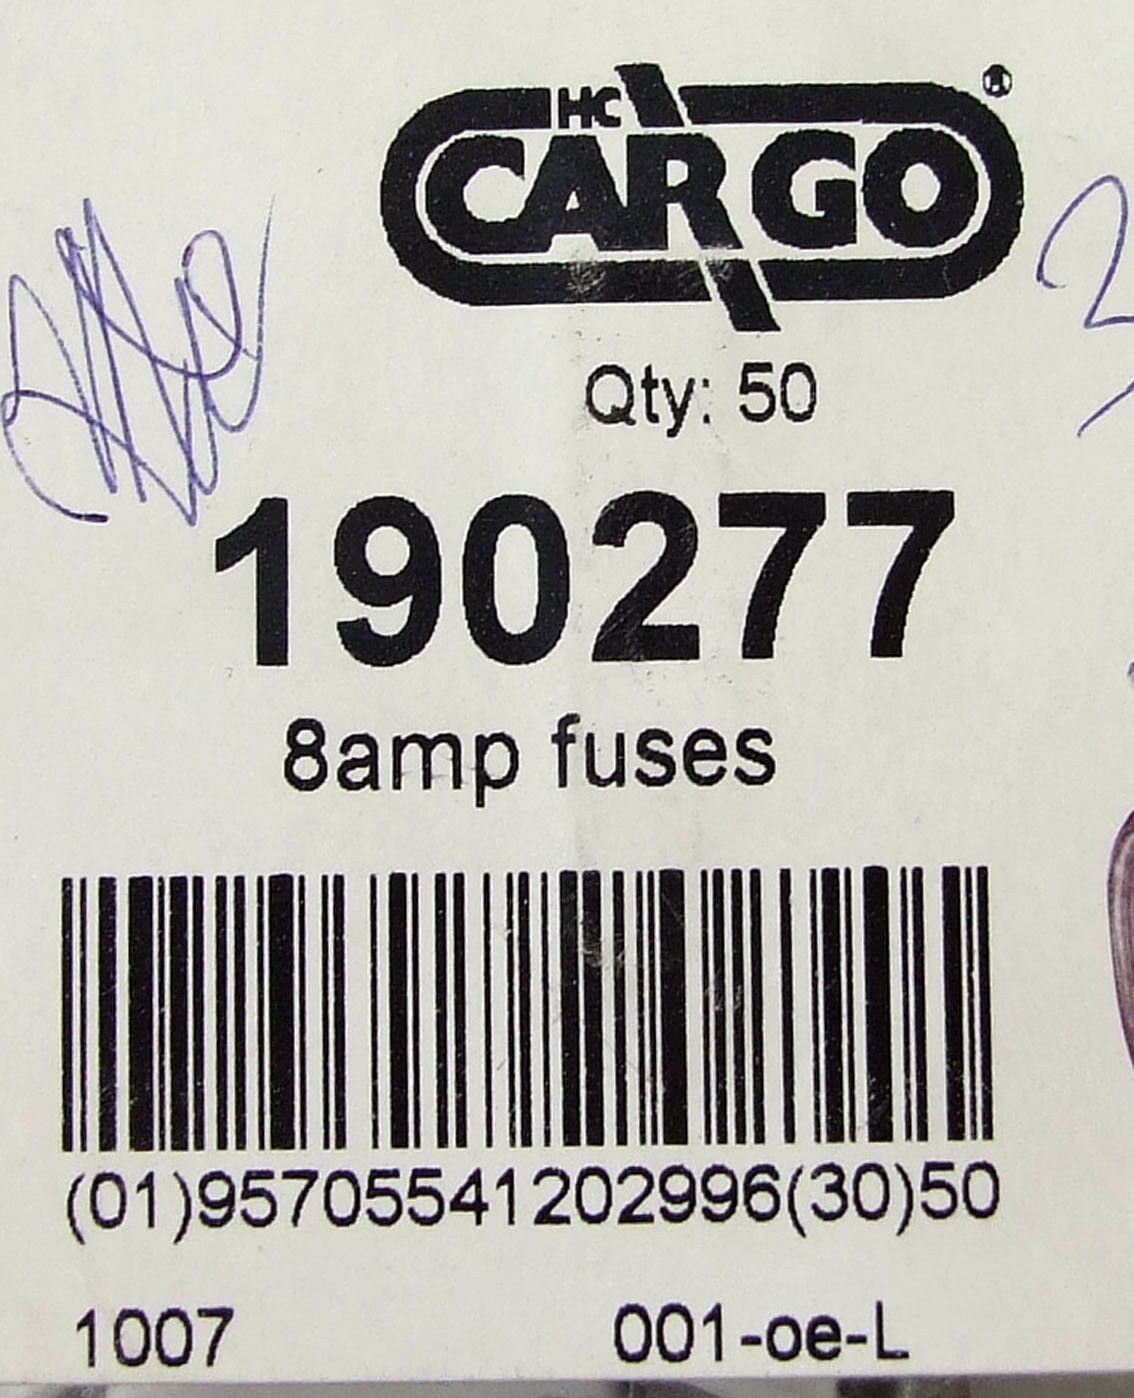 HC
CARGO
Qty: 50
190277
8amp fuses
(01)95705541202996(30)50
1007 001-oe-L